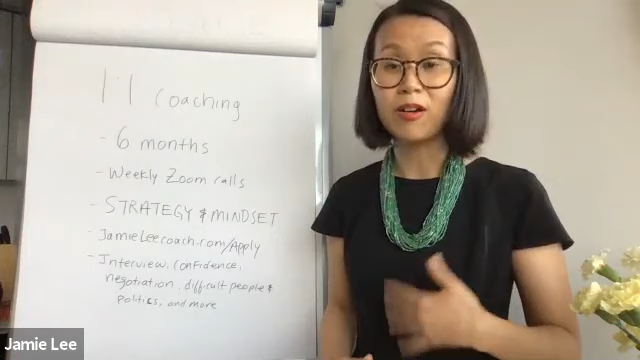 1:1 coaching
- 6 months
- Weekly Zoom calls
- STRATEGY & MINDSET
- JamieLeecoach.com/Apply
- Interview, confidence,
negotiation, difficult people &
politics, and more
Jamie Lee